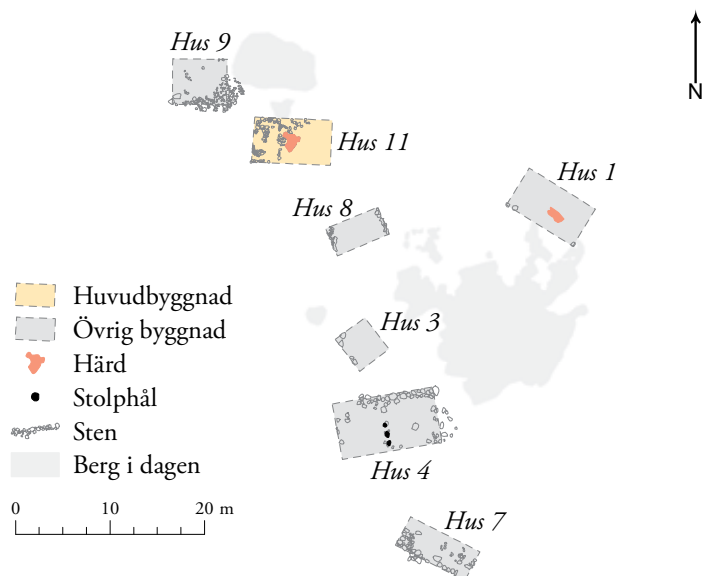 Hus 9
N
Hus 11
Hus 1
Hus 8
Hus 3
Hus 4
Hus 7
Huvudbyggnad
Övrig byggnad
Härd
Stolphål
Sten
Berg i dagen
0 10 20 m